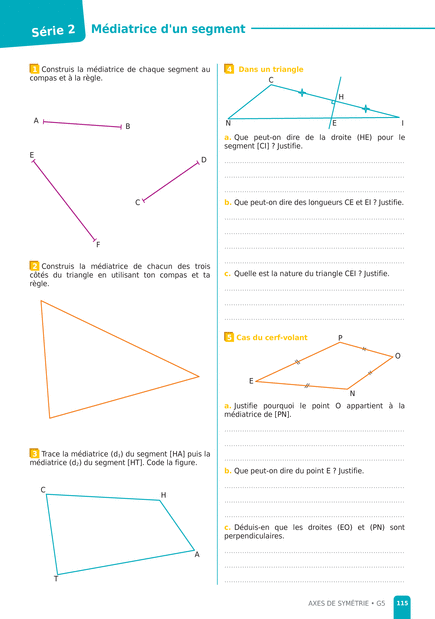 Série 2
Médiatrice d'un segment
1 Construis la médiatrice de chaque segment au
compas et à la règle.
A
B
E
D
C
F
2 Construis la médiatrice de chacun des trois
côtés du triangle en utilisant ton compas et ta
règle.
3 Trace la médiatrice (d₁) du segment [HA] puis la
médiatrice (d₂) du segment [HT]. Code la figure.
C
H
A
T
4 Dans un triangle
C
H
N
E
I
a. Que peut-on dire de la droite (HE) pour le
segment [CI] ? Justifie.
b. Que peut-on dire des longueurs CE et EI ? Justifie.
c. Quelle est la nature du triangle CEI ? Justifie.
5 Cas du cerf-volant
P
O
E
N
a. Justifie pourquoi le point O appartient à la
médiatrice de [PN].
b. Que peut-on dire du point E ? Justifie.
c. Déduis-en que les droites (EO) et (PN) sont
perpendiculaires.
AXES DE SYMÉTRIE • G5
115